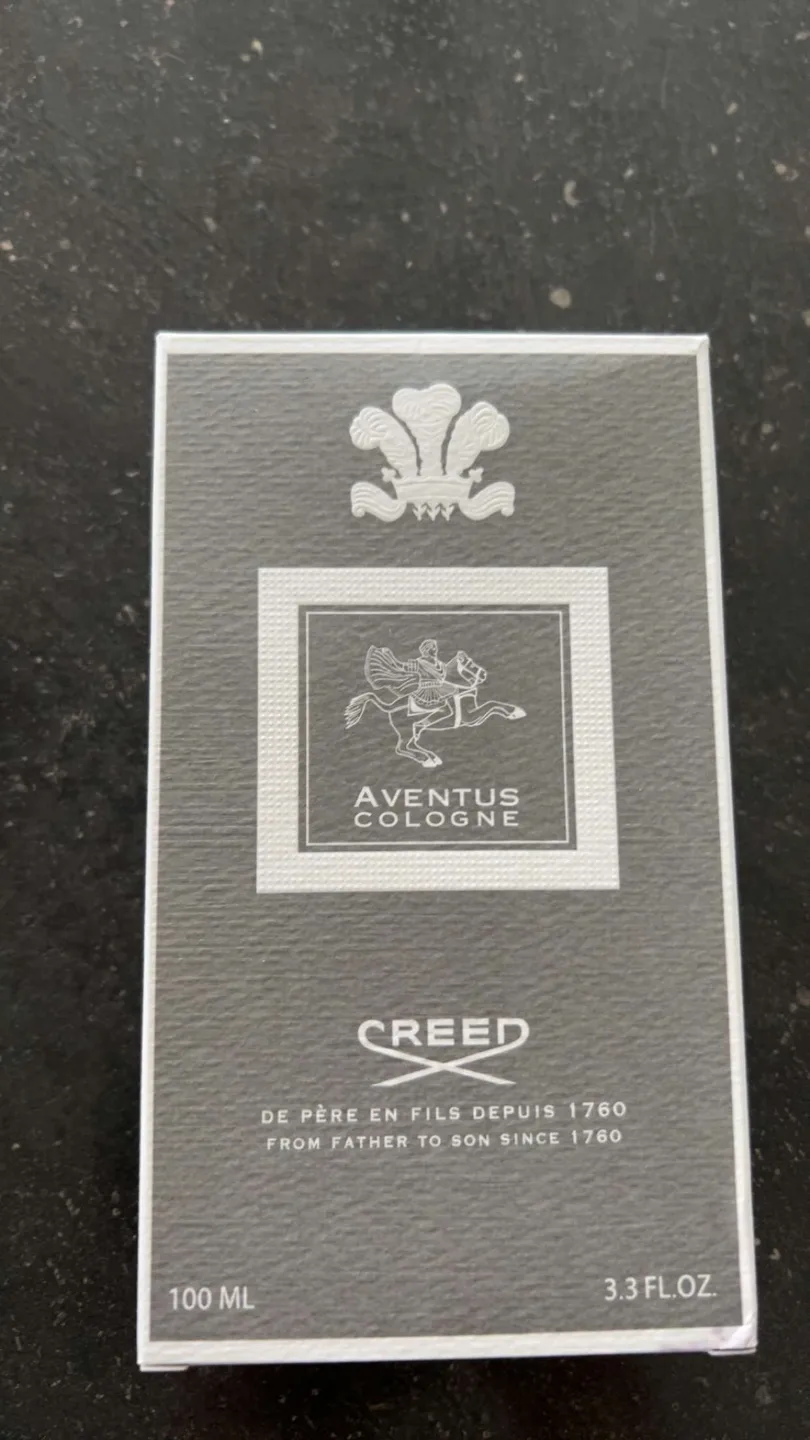 AVENTUS
COLOGNE
CREED
DE PÈRE EN FILS DEPUIS 1760
FROM FATHER TO SON SINCE 1760
100 ML
3.3 FL.OZ.